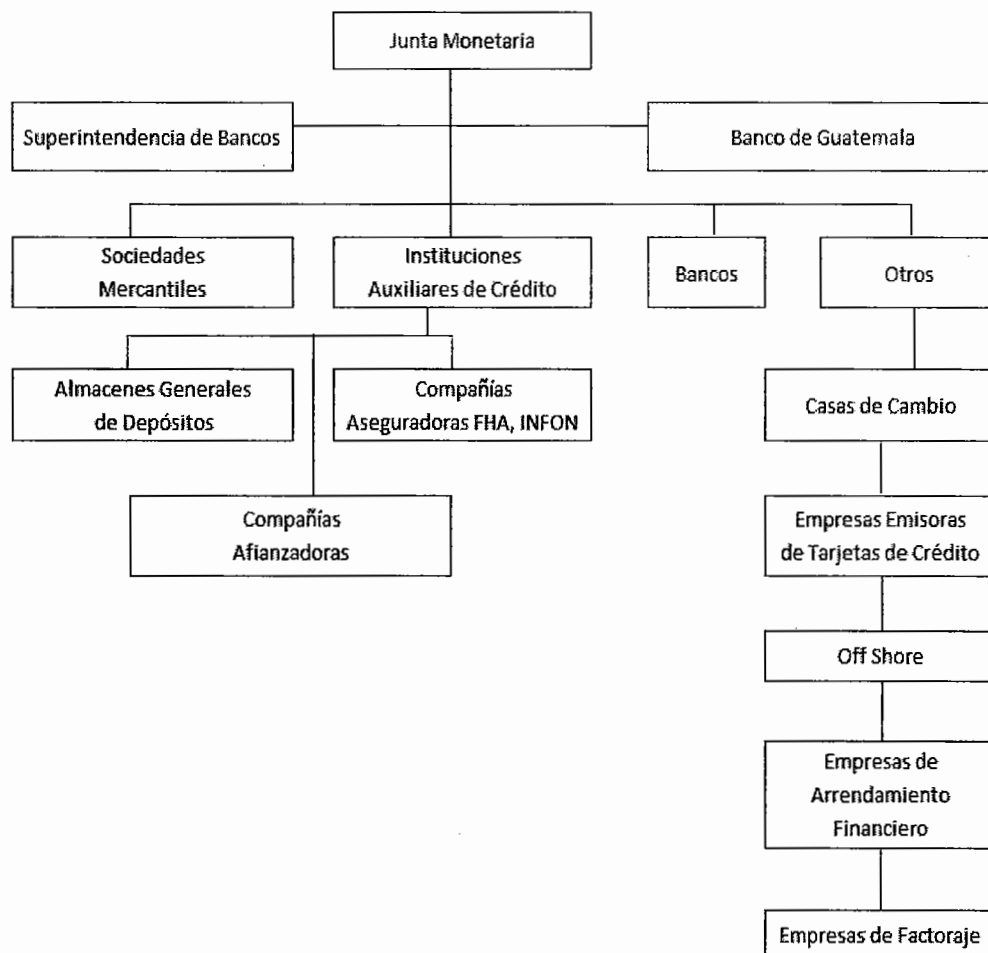 Junta Monetaria
Superintendencia de Bancos
Banco de Guatemala
Sociedades
Mercantiles
Instituciones
Auxiliares de Crédito
Bancos
Otros
Almacenes Generales
de Depósitos
Compañías
Aseguradoras FHA, INFON
Casas de Cambio
Compañías
Afianzadoras
Empresas Emisoras
de Tarjetas de Crédito
Off Shore
Empresas de
Arrendamiento
Financiero
Empresas de Factoraje